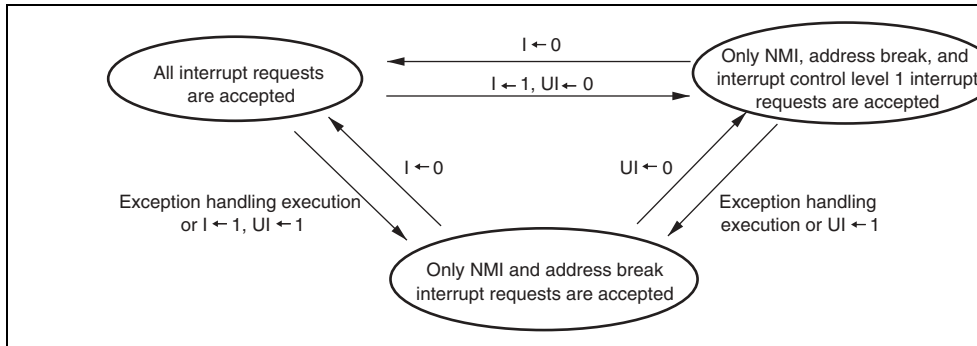 I ← 0
All interrupt requests
are accepted
Only NMI, address break, and
interrupt control level 1 interrupt
requests are accepted
I ← 1, UI ← 0
I ← 0
UI ← 0
Exception handling execution
or I ← 1, UI ← 1
Exception handling
execution or UI ← 1
Only NMI and address break
interrupt requests are accepted